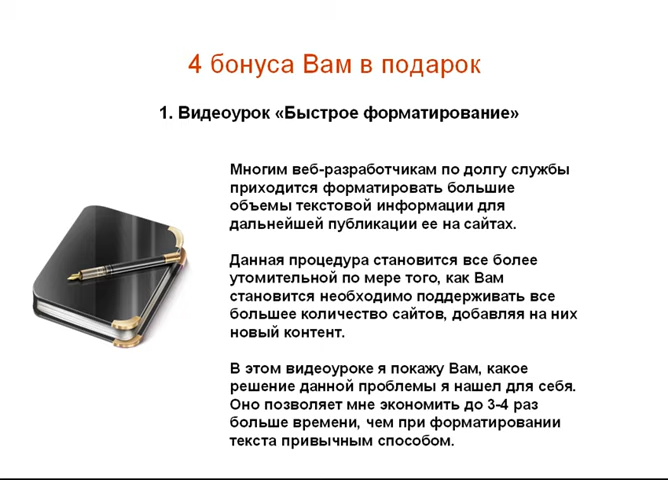 4 бонуса Вам в подарок
1. Видеоурок «Быстрое форматирование»
Многим веб-разработчикам по долгу службы
приходится форматировать большие
объемы текстовой информации для
дальнейшей публикации ее на сайтах.
Данная процедура становится все более
утомительной по мере того, как Вам
становится необходимо поддерживать все
большее количество сайтов, добавляя на них
новый контент.
В этом видеоуроке я покажу Вам, какое
решение данной проблемы я нашел для себя.
Оно позволяет мне экономить до 3-4 раз
больше времени, чем при форматировании
текста привычным способом.